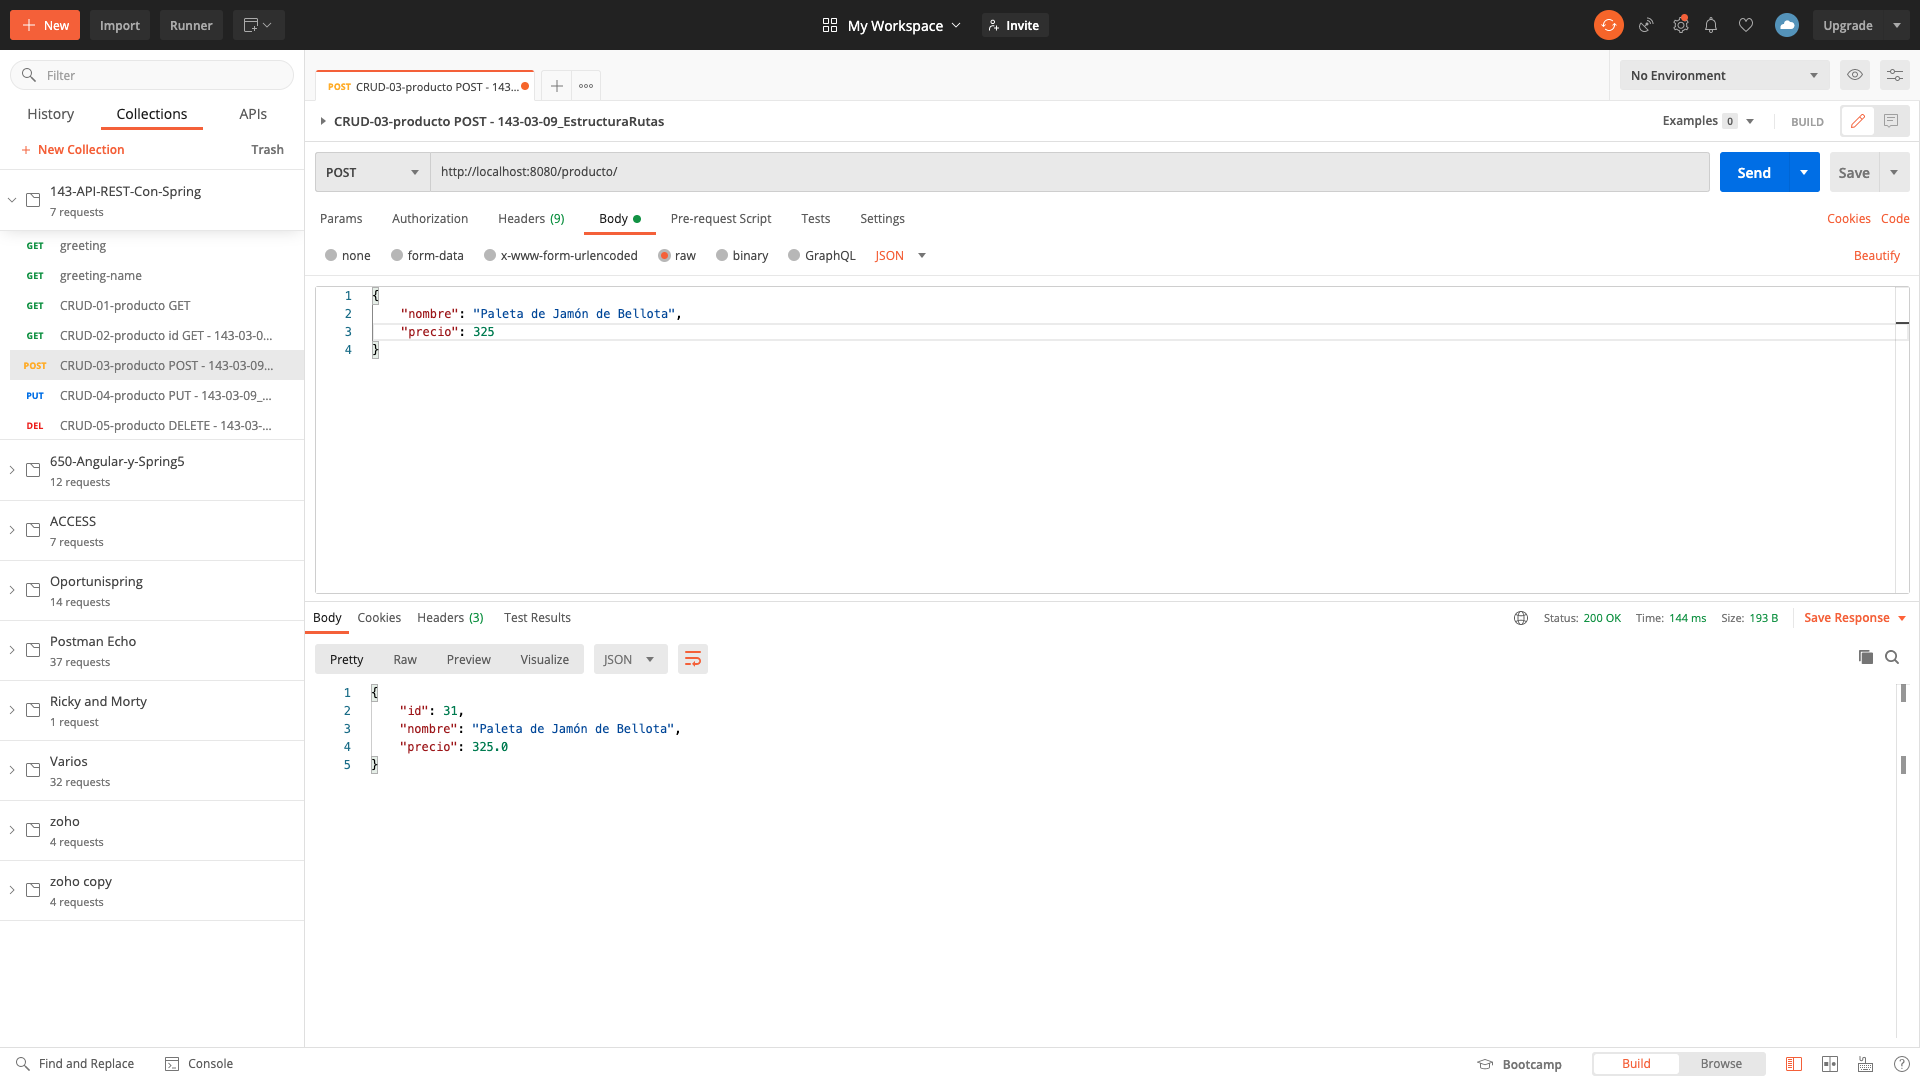 New
Import
Runner
My Workspace
Invite
Upgrade
Filter
History
Collections
APIs
New Collection
Trash
143-API-REST-Con-Spring
7 requests
GET greeting
GET greeting-name
GET CRUD-01-producto GET
GET CRUD-02-producto id GET - 143-03-0...
POST CRUD-03-producto POST - 143-03-09...
PUT CRUD-04-producto PUT - 143-03-09_...
DEL CRUD-05-producto DELETE - 143-03-...
650-Angular-y-Spring5
12 requests
ACCESS
7 requests
Oportunispring
14 requests
Postman Echo
37 requests
Ricky and Morty
1 request
Varios
32 requests
zoho
4 requests
zoho copy
4 requests
POST CRUD-03-producto POST - 143...
No Environment
CRUD-03-producto POST - 143-03-09_EstructuraRutas
Examples 0
BUILD
POST
http://localhost:8080/producto/
Send
Save
Params
Authorization
Headers (9)
Body
Pre-request Script
Tests
Settings
Cookies
Code
none
form-data
x-www-form-urlencoded
raw
binary
GraphQL
JSON
Beautify
1 {
2 "nombre": "Paleta de Jamón de Bellota",
3 "precio": 325
4 }
Body
Cookies
Headers (3)
Test Results
Status: 200 OK
Time: 144 ms
Size: 193 B
Save Response
Pretty
Raw
Preview
Visualize
JSON
1 {
2 "id": 31,
3 "nombre": "Paleta de Jamón de Bellota",
4 "precio": 325.0
5 }
Find and Replace
Console
Bootcamp
Build
Browse